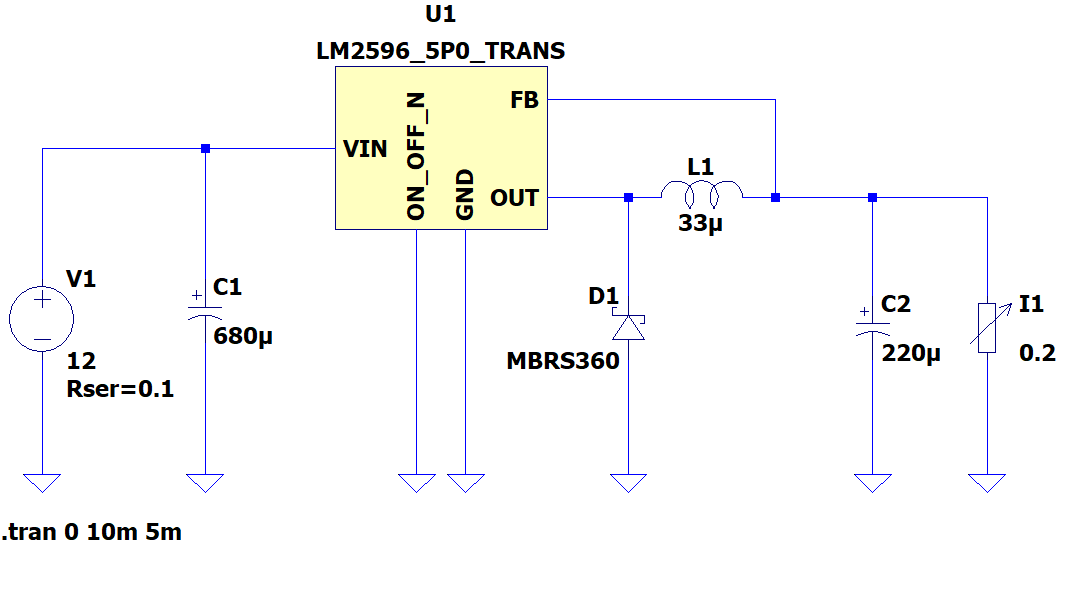 U1
LM2596_5P0_TRANS
FB
VIN
ON_OFF_N
GND
OUT
L1
33µ
V1
12
Rser=0.1
+
C1
680µ
D1
MBRS360
+
C2
220µ
I1
0.2
.tran 0 10m 5m